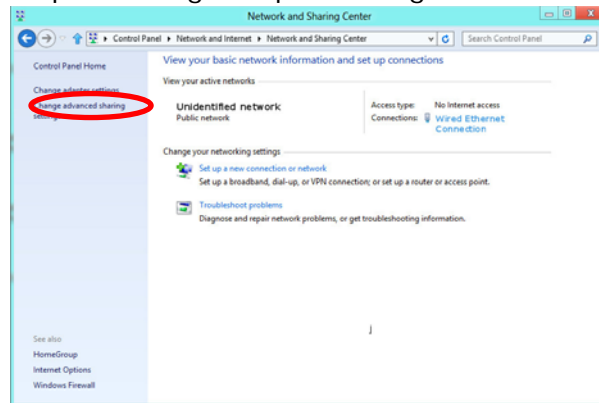 Network and Sharing Center
Control Panel ▸ Network and Internet ▸ Network and Sharing Center
Search Control Panel
Control Panel Home
Change adapter settings
Change advanced sharing
View your basic network information and set up connections
View your active networks
Unidentified network
Public network
Access type: No Internet access
Connections: Wired Ethernet
Connection
Change your networking settings
Set up a new connection or network
Set up a broadband, dial-up, or VPN connection; or set up a router or access point.
Troubleshoot problems
Diagnose and repair network problems, or get troubleshooting information.
See also
HomeGroup
Internet Options
Windows Firewall